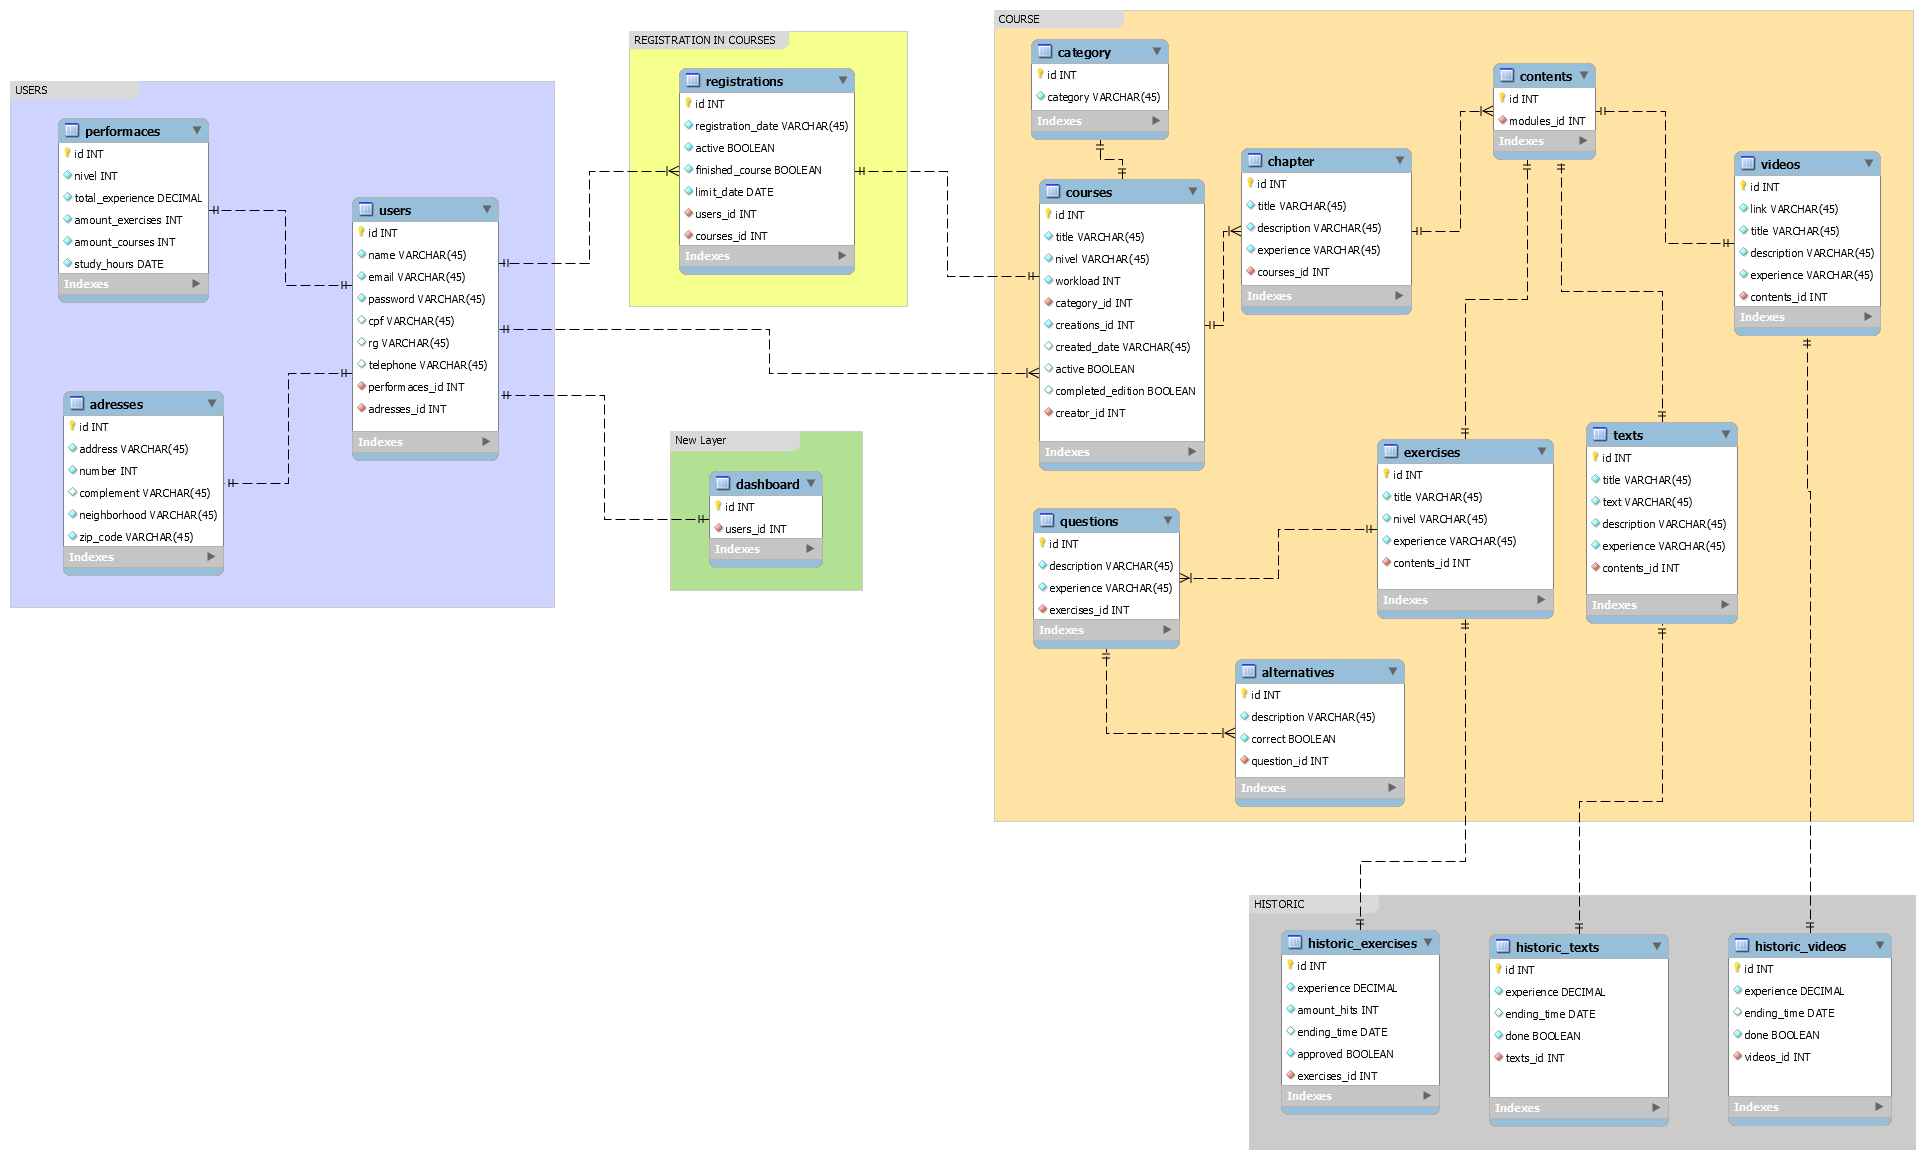 USERS
performaces
id INT
nivel INT
total_experience DECIMAL
amount_exercises INT
amount_courses INT
study_hours DATE
Indexes
users
id INT
name VARCHAR(45)
email VARCHAR(45)
password VARCHAR(45)
cpf VARCHAR(45)
rg VARCHAR(45)
telephone VARCHAR(45)
performaces_id INT
adresses_id INT
Indexes
adresses
id INT
address VARCHAR(45)
number INT
complement VARCHAR(45)
neighborhood VARCHAR(45)
zip_code VARCHAR(45)
Indexes
REGISTRATION IN COURSES
registrations
id INT
registration_date VARCHAR(45)
active BOOLEAN
finished_course BOOLEAN
limit_date DATE
users_id INT
courses_id INT
Indexes
New Layer
dashboard
id INT
users_id INT
Indexes
COURSE
category
id INT
category VARCHAR(45)
Indexes
courses
id INT
title VARCHAR(45)
nivel VARCHAR(45)
workload INT
category_id INT
creations_id INT
created_date VARCHAR(45)
active BOOLEAN
completed_edition BOOLEAN
creator_id INT
Indexes
chapter
id INT
title VARCHAR(45)
description VARCHAR(45)
experience VARCHAR(45)
courses_id INT
Indexes
contents
id INT
modules_id INT
Indexes
videos
id INT
link VARCHAR(45)
title VARCHAR(45)
description VARCHAR(45)
experience VARCHAR(45)
contents_id INT
Indexes
exercises
id INT
title VARCHAR(45)
nivel VARCHAR(45)
experience VARCHAR(45)
contents_id INT
Indexes
texts
id INT
title VARCHAR(45)
text VARCHAR(45)
description VARCHAR(45)
experience VARCHAR(45)
contents_id INT
Indexes
questions
id INT
description VARCHAR(45)
experience VARCHAR(45)
exercises_id INT
Indexes
alternatives
id INT
description VARCHAR(45)
correct BOOLEAN
question_id INT
Indexes
HISTORIC
historic_exercises
id INT
experience DECIMAL
amount_hits INT
ending_time DATE
approved BOOLEAN
exercises_id INT
Indexes
historic_texts
id INT
experience DECIMAL
ending_time DATE
done BOOLEAN
texts_id INT
Indexes
historic_videos
id INT
experience DECIMAL
ending_time DATE
done BOOLEAN
videos_id INT
Indexes